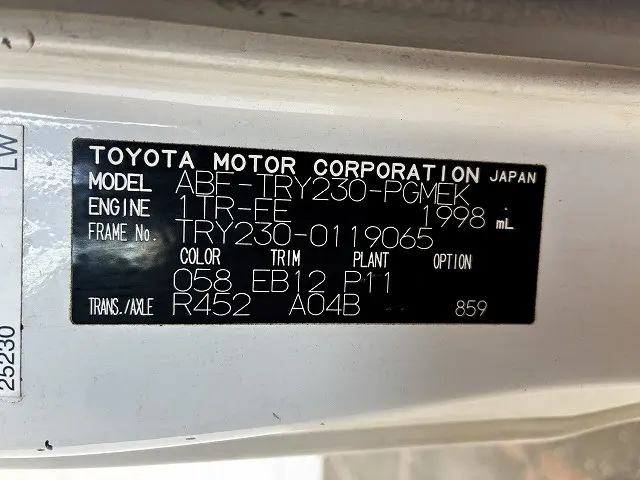 TOYOTA MOTOR CORPORATION JAPAN
MODEL ABF-TRY230-PGMEK
ENGINE 1TR-FE 1998 mL
FRAME No. TRY230-0119065
COLOR TRIM PLANT OPTION
058 EB12 P11
TRANS./AXLE R452 A04B 859
LW
25230